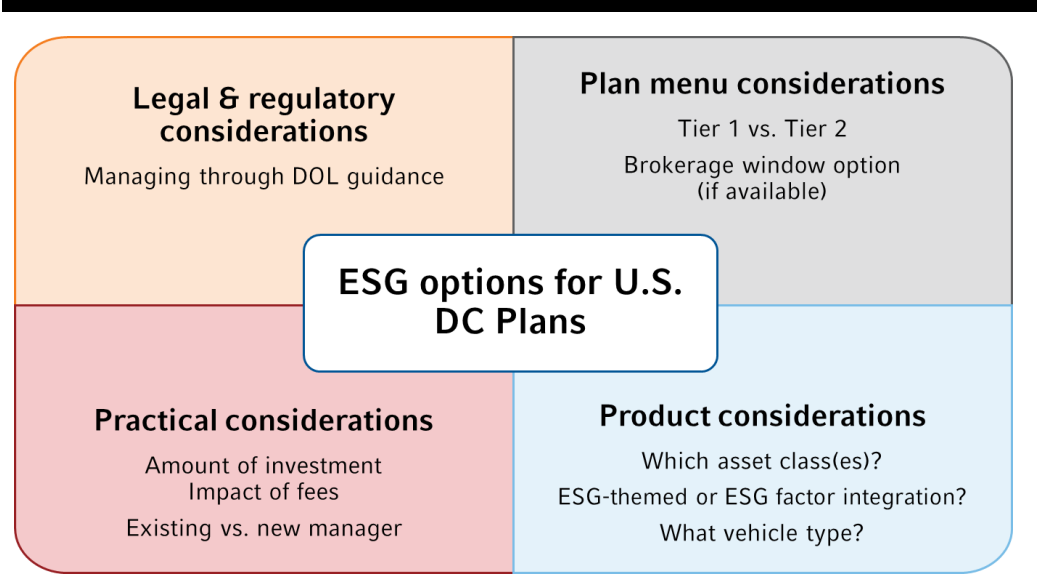 Legal & regulatory
considerations
Managing through DOL guidance
Plan menu considerations
Tier 1 vs. Tier 2
Brokerage window option
(if available)
ESG options for U.S.
DC Plans
Practical considerations
Amount of investment
Impact of fees
Existing vs. new manager
Product considerations
Which asset class(es)?
ESG-themed or ESG factor integration?
What vehicle type?